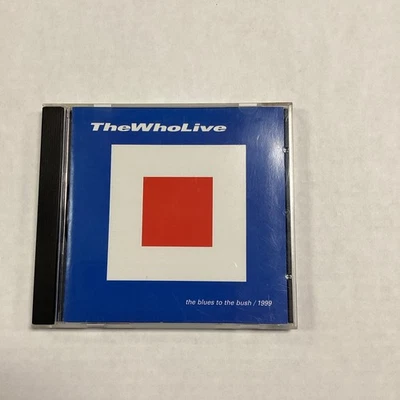 TheWhoLive
the blues to the bush / 1999